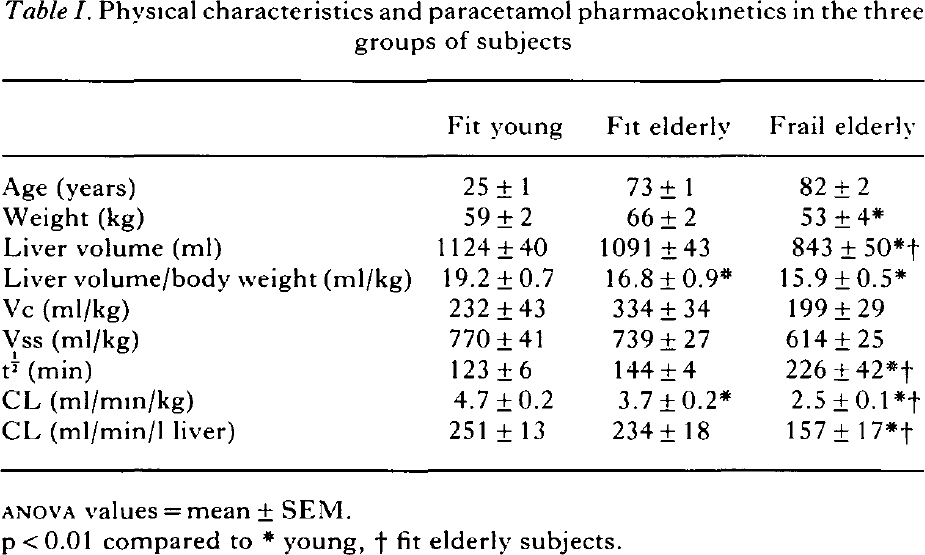 Table I. Physical characteristics and paracetamol pharmacokinetics in the three
groups of subjects
Fit young Fit elderly Frail elderly
Age (years) 25 ± 1 73 ± 1 82 ± 2
Weight (kg) 59 ± 2 66 ± 2 53 ± 4*
Liver volume (ml) 1124 ± 40 1091 ± 43 843 ± 50*†
Liver volume/body weight (ml/kg) 19.2 ± 0.7 16.8 ± 0.9* 15.9 ± 0.5*
Vc (ml/kg) 232 ± 43 334 ± 34 199 ± 29
Vss (ml/kg) 770 ± 41 739 ± 27 614 ± 25
t½ (min) 123 ± 6 144 ± 4 226 ± 42*†
CL (ml/min/kg) 4.7 ± 0.2 3.7 ± 0.2* 2.5 ± 0.1*†
CL (ml/min/l liver) 251 ± 13 234 ± 18 157 ± 17*†
ANOVA values = mean ± SEM.
p < 0.01 compared to * young, † fit elderly subjects.